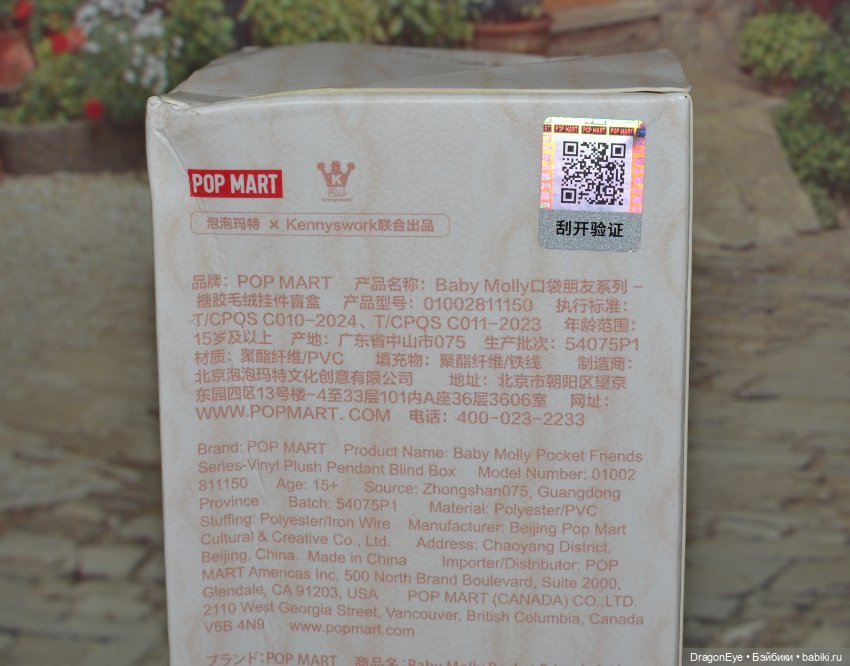 POP MART POP MART POP MART
刮开验证
POP MART
K
kennyswork
泡泡玛特 × Kennyswork联合出品
品牌：POP MART 产品名称：Baby Molly口袋朋友系列－
搪胶毛绒挂件盲盒 产品型号：01002811150 执行标准：
T/CPQS C010-2024、T/CPQS C011-2023 年龄范围：
15岁及以上 产地：广东省中山市075 生产批次：54075P1
材质：聚酯纤维/PVC 填充物：聚酯纤维/铁线 制造商：
北京泡泡玛特文化创意有限公司 地址：北京市朝阳区望京
东园四区13号楼-4至33层101内A座36层3606室 网址：
WWW.POPMART.COM 电话：400-023-2233
Brand: POP MART Product Name: Baby Molly Pocket Friends
Series-Vinyl Plush Pendant Blind Box Model Number: 01002
811150 Age: 15+ Source: Zhongshan075, Guangdong
Province Batch: 54075P1 Material: Polyester/PVC
Stuffing: Polyester/Iron Wire Manufacturer: Beijing Pop Mart
Cultural & Creative Co., Ltd. Address: Chaoyang District,
Beijing, China. Made in China Importer/Distributor: POP
MART Americas Inc, 500 North Brand Boulevard, Suite 2000,
Glendale, CA 91203, USA POP MART (CANADA) CO.,LTD.
2110 West Georgia Street, Vancouver, British Columbia, Canada
V6B 4N9 www.popmart.com
ブランド：POP MART 商品名：Baby Molly
DragonEye • Бэйбики • babiki.ru